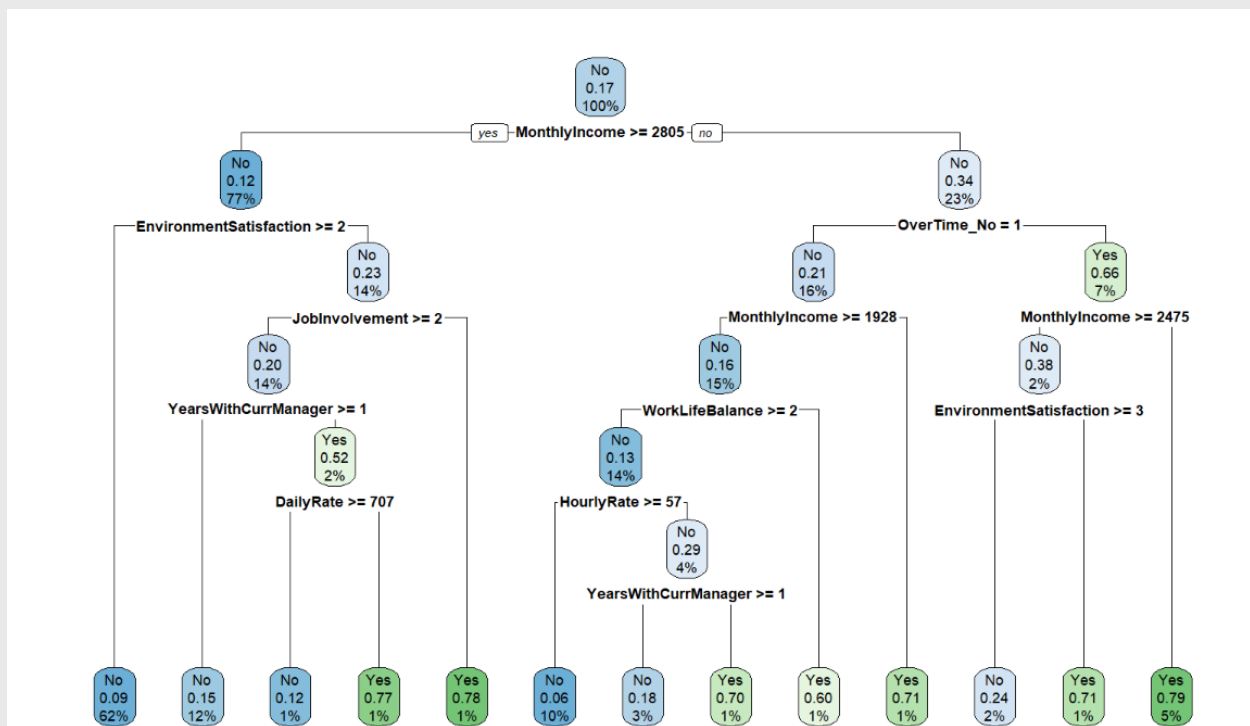 No
0.17
100%
yes MonthlyIncome >= 2805 no
No
0.12
77%
No
0.34
23%
EnvironmentSatisfaction >= 2
OverTime_No = 1
No
0.23
14%
No
0.21
16%
Yes
0.66
7%
JobInvolvement >= 2
MonthlyIncome >= 1928
MonthlyIncome >= 2475
No
0.20
14%
No
0.16
15%
No
0.38
2%
YearsWithCurrManager >= 1
WorkLifeBalance >= 2
EnvironmentSatisfaction >= 3
Yes
0.52
2%
No
0.13
14%
DailyRate >= 707
HourlyRate >= 57
No
0.29
4%
YearsWithCurrManager >= 1
No
0.09
62%
No
0.15
12%
No
0.12
1%
Yes
0.77
1%
Yes
0.78
1%
No
0.06
10%
No
0.18
3%
Yes
0.70
1%
Yes
0.60
1%
Yes
0.71
1%
No
0.24
2%
Yes
0.71
1%
Yes
0.79
5%